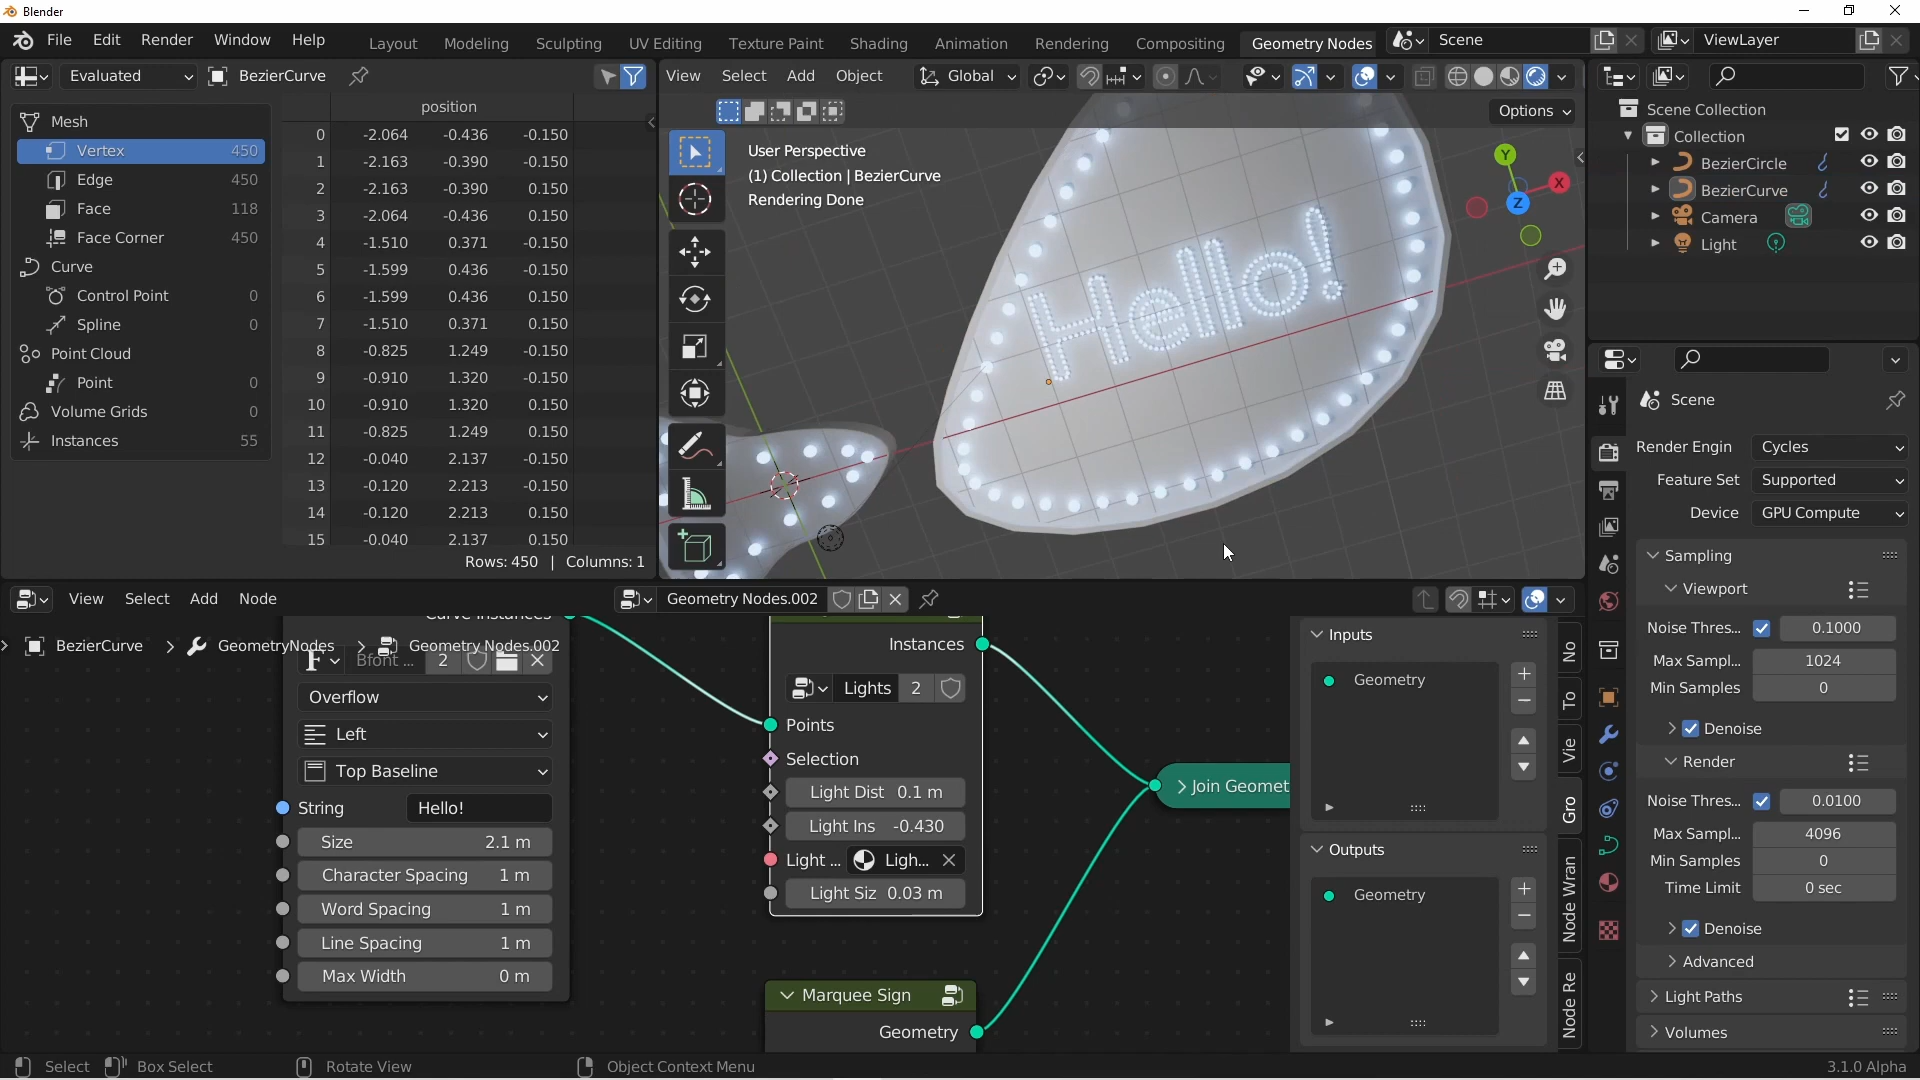 Blender
File Edit Render Window Help
Layout Modeling Sculpting UV Editing Texture Paint Shading Animation Rendering Compositing Geometry Nodes
Scene
ViewLayer
Evaluated
BezierCurve
View Select Add Object
Global
Options
position
Mesh
Vertex 450
Edge 450
Face 118
Face Corner 450
Curve
Control Point 0
Spline 0
Point Cloud
Point 0
Volume Grids 0
Instances 55
0 -2.064 -0.436 -0.150
1 -2.163 -0.390 -0.150
2 -2.163 -0.390 0.150
3 -2.064 -0.436 0.150
4 -1.510 0.371 -0.150
5 -1.599 0.436 -0.150
6 -1.599 0.436 0.150
7 -1.510 0.371 0.150
8 -0.825 1.249 -0.150
9 -0.910 1.320 -0.150
10 -0.910 1.320 0.150
11 -0.825 1.249 0.150
12 -0.040 2.137 -0.150
13 -0.120 2.213 -0.150
14 -0.120 2.213 0.150
15 -0.040 2.137 0.150
Rows: 450 | Columns: 1
User Perspective
(1) Collection | BezierCurve
Rendering Done
Hello!
Y
X
Z
Scene Collection
Collection
BezierCircle
BezierCurve
Camera
Light
Scene
Render Engin Cycles
Feature Set Supported
Device GPU Compute
Sampling
Viewport
Noise Thres... 0.1000
Max Sampl... 1024
Min Samples 0
Denoise
Render
Noise Thres... 0.0100
Max Sampl... 4096
Min Samples 0
Time Limit 0 sec
Denoise
Advanced
Light Paths
Volumes
View Select Add Node
Geometry Nodes.002
Curve Instances
BezierCurve > GeometryNodes > Geometry Nodes.002
F Bfont ... 2
Overflow
Left
Top Baseline
String Hello!
Size 2.1 m
Character Spacing 1 m
Word Spacing 1 m
Line Spacing 1 m
Max Width 0 m
Instances
Lights 2
Points
Selection
Light Dist 0.1 m
Light Ins -0.430
Light ... Ligh...
Light Siz 0.03 m
Join Geomet
Marquee Sign
Geometry
Inputs
Geometry
Outputs
Geometry
No
To
Vie
Gro
Node Wran
Node Re
Select Box Select Rotate View Object Context Menu
3.1.0 Alpha